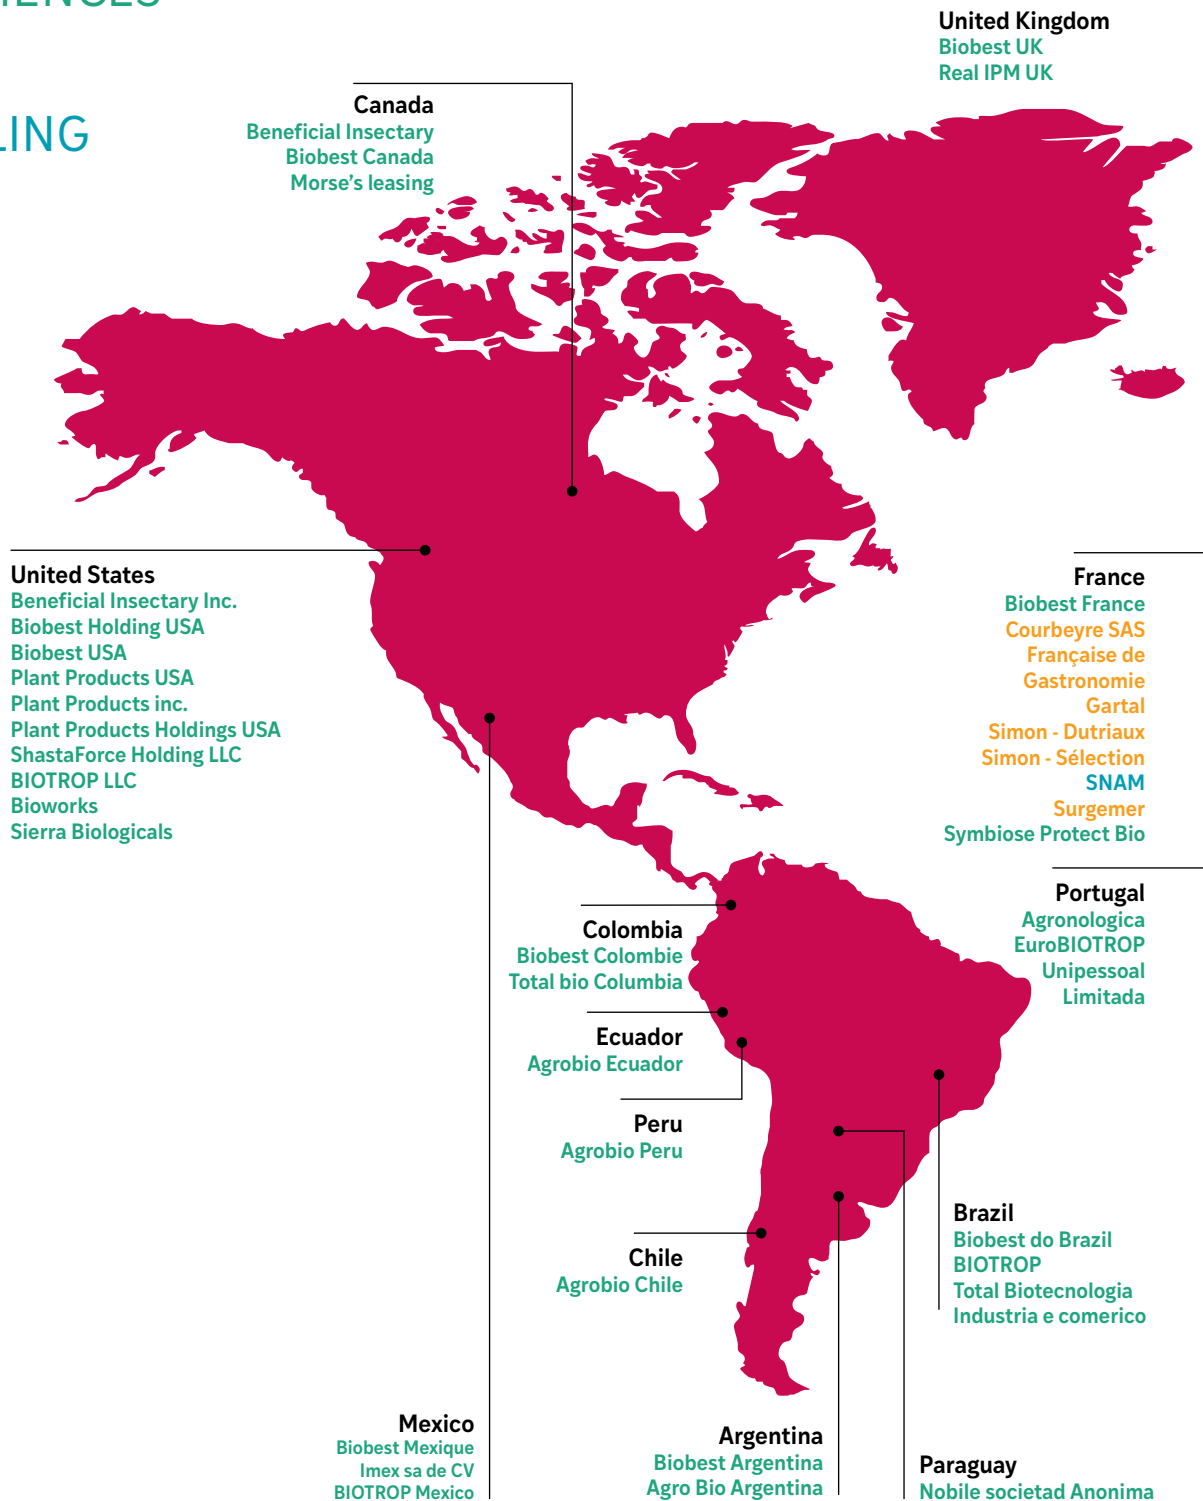 United Kingdom
Biobest UK
Real IPM UK
Canada
Beneficial Insectary
Biobest Canada
Morse's leasing
United States
Beneficial Insectary Inc.
Biobest Holding USA
Biobest USA
Plant Products USA
Plant Products inc.
Plant Products Holdings USA
ShastaForce Holding LLC
BIOTROP LLC
Bioworks
Sierra Biologicals
France
Biobest France
Courbeyre SAS
Française de
Gastronomie
Gartal
Simon - Dutriaux
Simon - Sélection
SNAM
Surgemer
Symbiose Protect Bio
Portugal
Agronologica
EuroBIOTROP
Unipessoal
Limitada
Colombia
Biobest Colombie
Total bio Columbia
Ecuador
Agrobio Ecuador
Peru
Agrobio Peru
Chile
Agrobio Chile
Brazil
Biobest do Brazil
BIOTROP
Total Biotecnologia
Industria e comerico
Mexico
Biobest Mexique
Imex sa de CV
BIOTROP Mexico
Argentina
Biobest Argentina
Agro Bio Argentina
Paraguay
Nobile societad Anonima